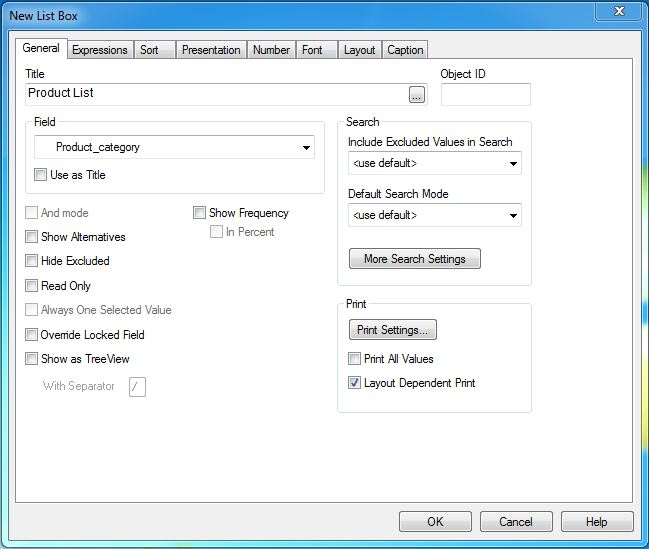 New List Box
General Expressions Sort Presentation Number Font Layout Caption
Title
Object ID
Product List
...
Field
Product_category
Use as Title
Search
Include Excluded Values in Search
<use default>
Default Search Mode
<use default>
More Search Settings
And mode
Show Frequency
In Percent
Show Alternatives
Hide Excluded
Read Only
Always One Selected Value
Override Locked Field
Show as TreeView
With Separator /
Print
Print Settings...
Print All Values
Layout Dependent Print
OK Cancel Help